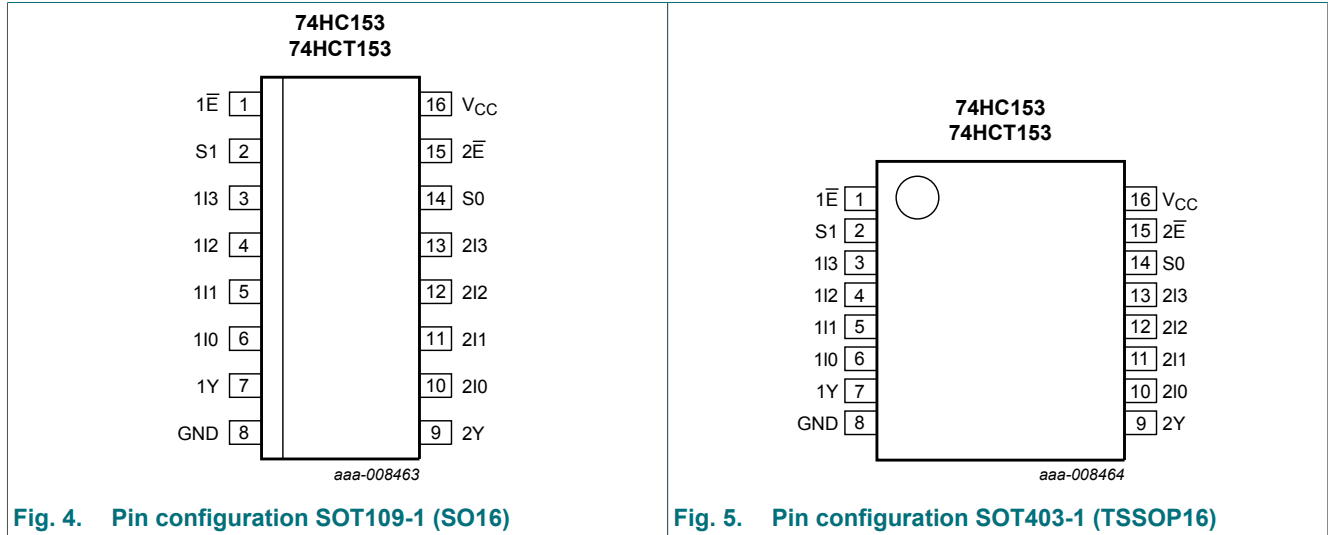 74HC153
74HCT153
1E̅ 1 16 VCC
S1 2 15 2E̅
1I3 3 14 S0
1I2 4 13 2I3
1I1 5 12 2I2
1I0 6 11 2I1
1Y 7 10 2I0
GND 8 9 2Y
aaa-008463
Fig. 4. Pin configuration SOT109-1 (SO16)
74HC153
74HCT153
1E̅ 1 16 VCC
S1 2 15 2E̅
1I3 3 14 S0
1I2 4 13 2I3
1I1 5 12 2I2
1I0 6 11 2I1
1Y 7 10 2I0
GND 8 9 2Y
aaa-008464
Fig. 5. Pin configuration SOT403-1 (TSSOP16)